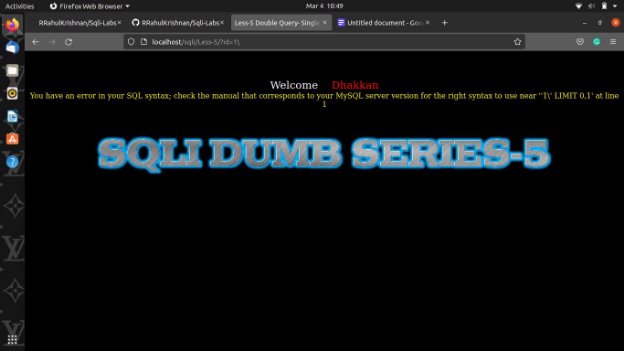 Activities Firefox Web Browser Mar 4 10:49
RRahulKrishnan/Sqli-Labs RRahulKrishnan/Sqli-Labs Less-5 Double Query- Single Untitled document - Goo
localhost/sqli/Less-5/?id=1\
Welcome Dhakkan
You have an error in your SQL syntax; check the manual that corresponds to your MySQL server version for the right syntax to use near ''1\' LIMIT 0,1' at line
1
SQLI DUMB SERIES-5